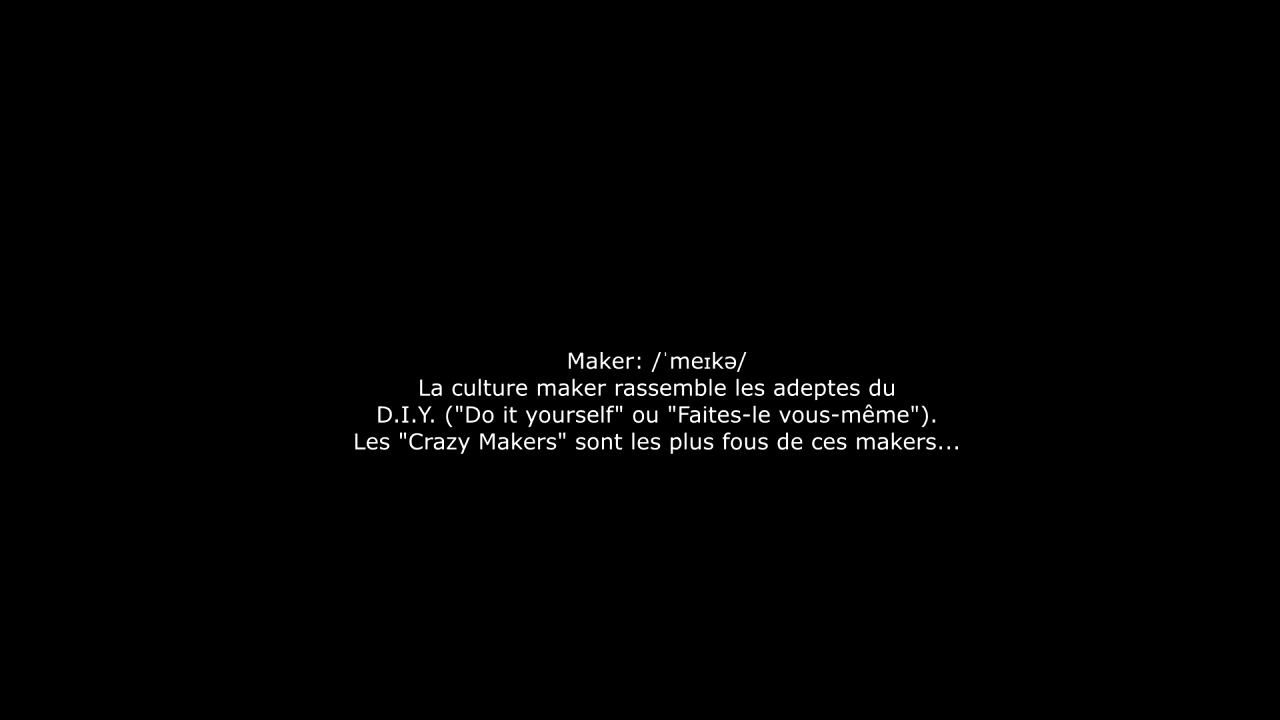 Maker: /ˈmeɪkə/
La culture maker rassemble les adeptes du
D.I.Y. ("Do it yourself" ou "Faites-le vous-même").
Les "Crazy Makers" sont les plus fous de ces makers...